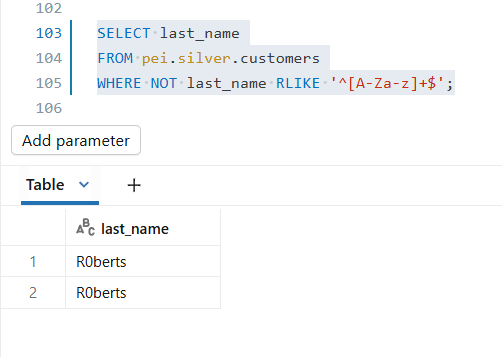 102
103 SELECT last_name
104 FROM pei.silver.customers
105 WHERE NOT last_name RLIKE '^[A-Za-z]+$';
106
Add parameter
Table +
ABC last_name
1 R0berts
2 R0berts